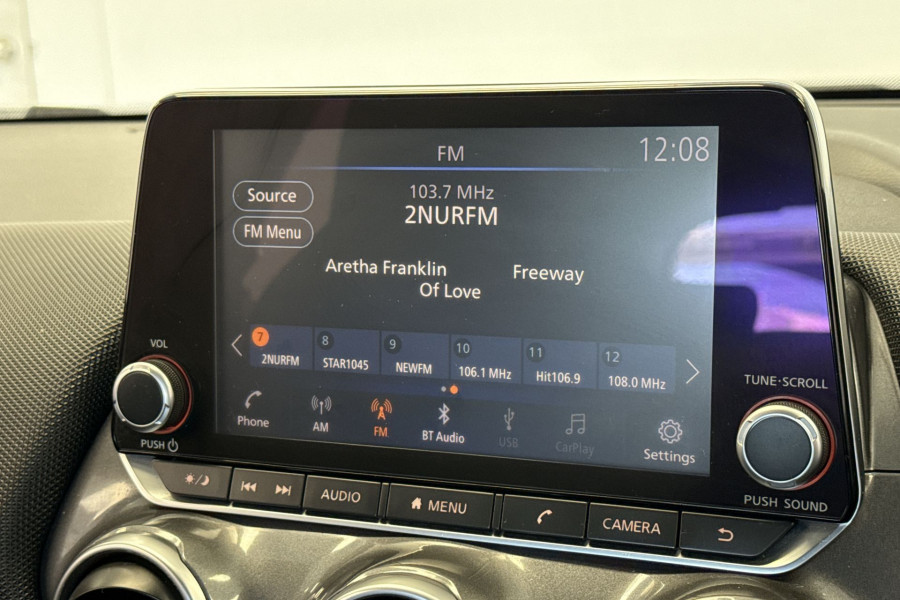 FM 12:08
Source
103.7 MHz
2NURFM
FM Menu
Aretha Franklin Freeway
Of Love
7 8 9 10 11 12
2NURFM STAR1045 NEWFM 106.1 MHz Hit106.9 108.0 MHz
Phone AM FM BT Audio USB CarPlay Settings
VOL
PUSH
TUNE·SCROLL
PUSH SOUND
AUDIO MENU CAMERA